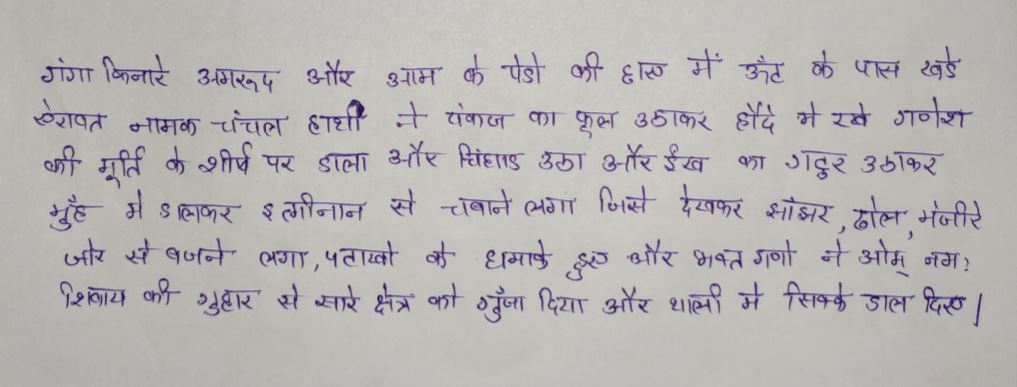 गंगा किनारे अमरूद और आम के पेडो की छाव में ऊँट के पास खडे
ऐरावत नामक चंचल हाथी ने पंकज का फूल उठाकर हौदे मे रखे गणेश
की मूर्ति के शीर्ष पर डाला और चिंघाड उठा और ईख का गट्ठर उठाकर
मुँह मे डालकर इत्मीनान से चबाने लगा जिसे देखकर झांझर, ढोल, मंजीरे
जोर से बजने लगा, पताखो के धमाके हुए और भक्त गणो ने ओम् नम:
शिवाय की गुहार से सारे क्षेत्र को गुँजा दिया और थाली मे सिक्के डाल दिए।